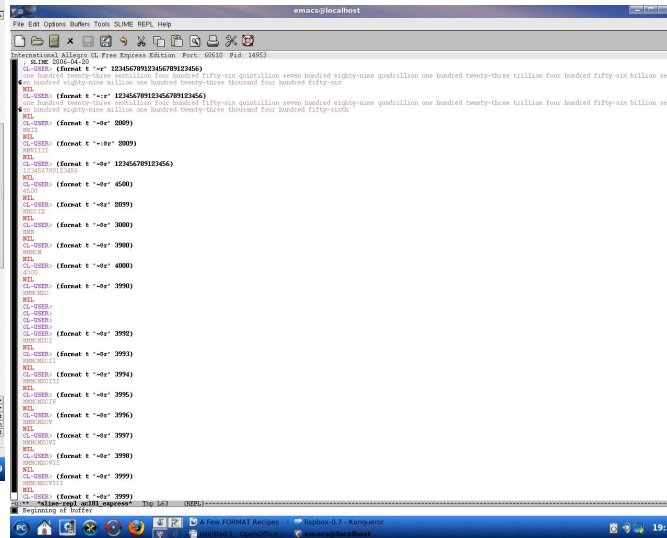 emacs@localhost
File Edit Options Buffers Tools SLIME REPL Help
International Allegro CL Free Express Edition Port: 60610 Pid: 14953
; SLIME 2006-04-20
CL-USER> (format t "~r" 123456789123456789123456)
one hundred twenty-three sextillion four hundred fifty-six quintillion seven hundred eighty-nine quadrillion one hundred twenty-three trillion four hundred fifty-six billion se
en hundred eighty-nine million one hundred twenty-three thousand four hundred fifty-six
NIL
CL-USER> (format t "~:r" 123456789123456789123456)
one hundred twenty-three sextillion four hundred fifty-six quintillion seven hundred eighty-nine quadrillion one hundred twenty-three trillion four hundred fifty-six billion se
en hundred eighty-nine million one hundred twenty-three thousand four hundred fifty-sixth
NIL
CL-USER> (format t "~@r" 2009)
MMIX
NIL
CL-USER> (format t "~:@r" 2009)
MMVIIII
NIL
CL-USER> (format t "~@r" 123456789123456)
123456789123456
NIL
CL-USER> (format t "~@r" 4500)
4500
NIL
CL-USER> (format t "~@r" 2099)
MMXCIX
NIL
CL-USER> (format t "~@r" 3000)
MMM
NIL
CL-USER> (format t "~@r" 3900)
MMMCM
NIL
CL-USER> (format t "~@r" 4000)
4000
NIL
CL-USER> (format t "~@r" 3990)
MMMCMXC
NIL
CL-USER>
CL-USER>
CL-USER>
CL-USER> (format t "~@r" 3992)
MMMCMXCI
NIL
CL-USER> (format t "~@r" 3993)
MMMCMXCII
NIL
CL-USER> (format t "~@r" 3994)
MMMCMXCIII
NIL
CL-USER> (format t "~@r" 3995)
MMMCMXCIV
NIL
CL-USER> (format t "~@r" 3996)
MMMCMXCV
NIL
CL-USER> (format t "~@r" 3997)
MMMCMXCVI
NIL
CL-USER> (format t "~@r" 3998)
MMMCMXCVII
NIL
CL-USER> (format t "~@r" 3999)
MMMCMXCVIII
NIL
CL-USER> (format t "~@r" 3999)
-u:** *slime-repl acl81_express* Top L63 (REPL)
Beginning of buffer
A Few FORMAT Recipes -
lispbox-0.7 - Konqueror
Untitled 1 - OpenOffice
emacs@localhost
19: